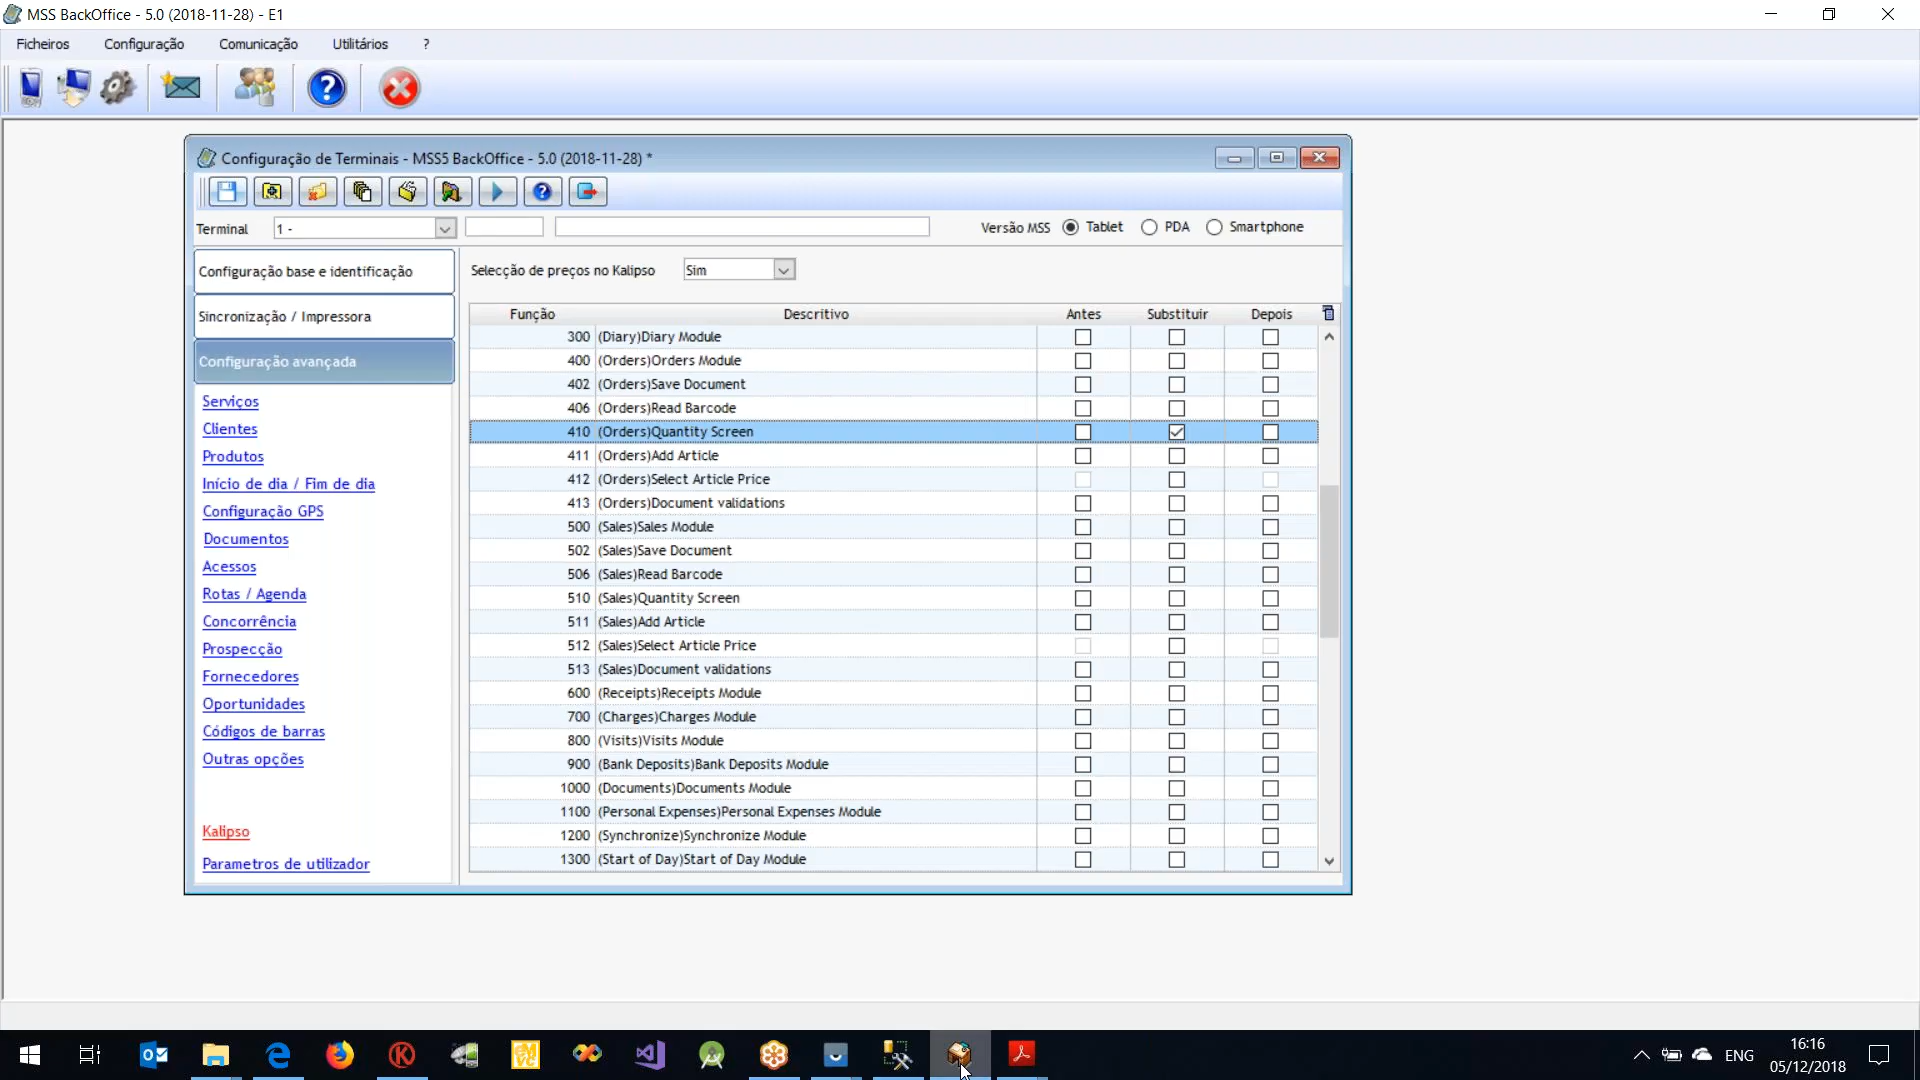 MSS BackOffice - 5.0 (2018-11-28) - E1
Ficheiros Configuração Comunicação Utilitários ?
Configuração de Terminais - MSS5 BackOffice - 5.0 (2018-11-28) *
Terminal 1 - Versão MSS Tablet PDA Smartphone
Configuração base e identificação
Sincronização / Impressora
Configuração avançada
Serviços
Clientes
Produtos
Início de dia / Fim de dia
Configuração GPS
Documentos
Acessos
Rotas / Agenda
Concorrência
Prospecção
Fornecedores
Oportunidades
Códigos de barras
Outras opções
Kalipso
Parametros de utilizador
Selecção de preços no Kalipso Sim
Função Descritivo Antes Substituir Depois
300 (Diary)Diary Module
400 (Orders)Orders Module
402 (Orders)Save Document
406 (Orders)Read Barcode
410 (Orders)Quantity Screen
411 (Orders)Add Article
412 (Orders)Select Article Price
413 (Orders)Document validations
500 (Sales)Sales Module
502 (Sales)Save Document
506 (Sales)Read Barcode
510 (Sales)Quantity Screen
511 (Sales)Add Article
512 (Sales)Select Article Price
513 (Sales)Document validations
600 (Receipts)Receipts Module
700 (Charges)Charges Module
800 (Visits)Visits Module
900 (Bank Deposits)Bank Deposits Module
1000 (Documents)Documents Module
1100 (Personal Expenses)Personal Expenses Module
1200 (Synchronize)Synchronize Module
1300 (Start of Day)Start of Day Module
ENG
16:16
05/12/2018